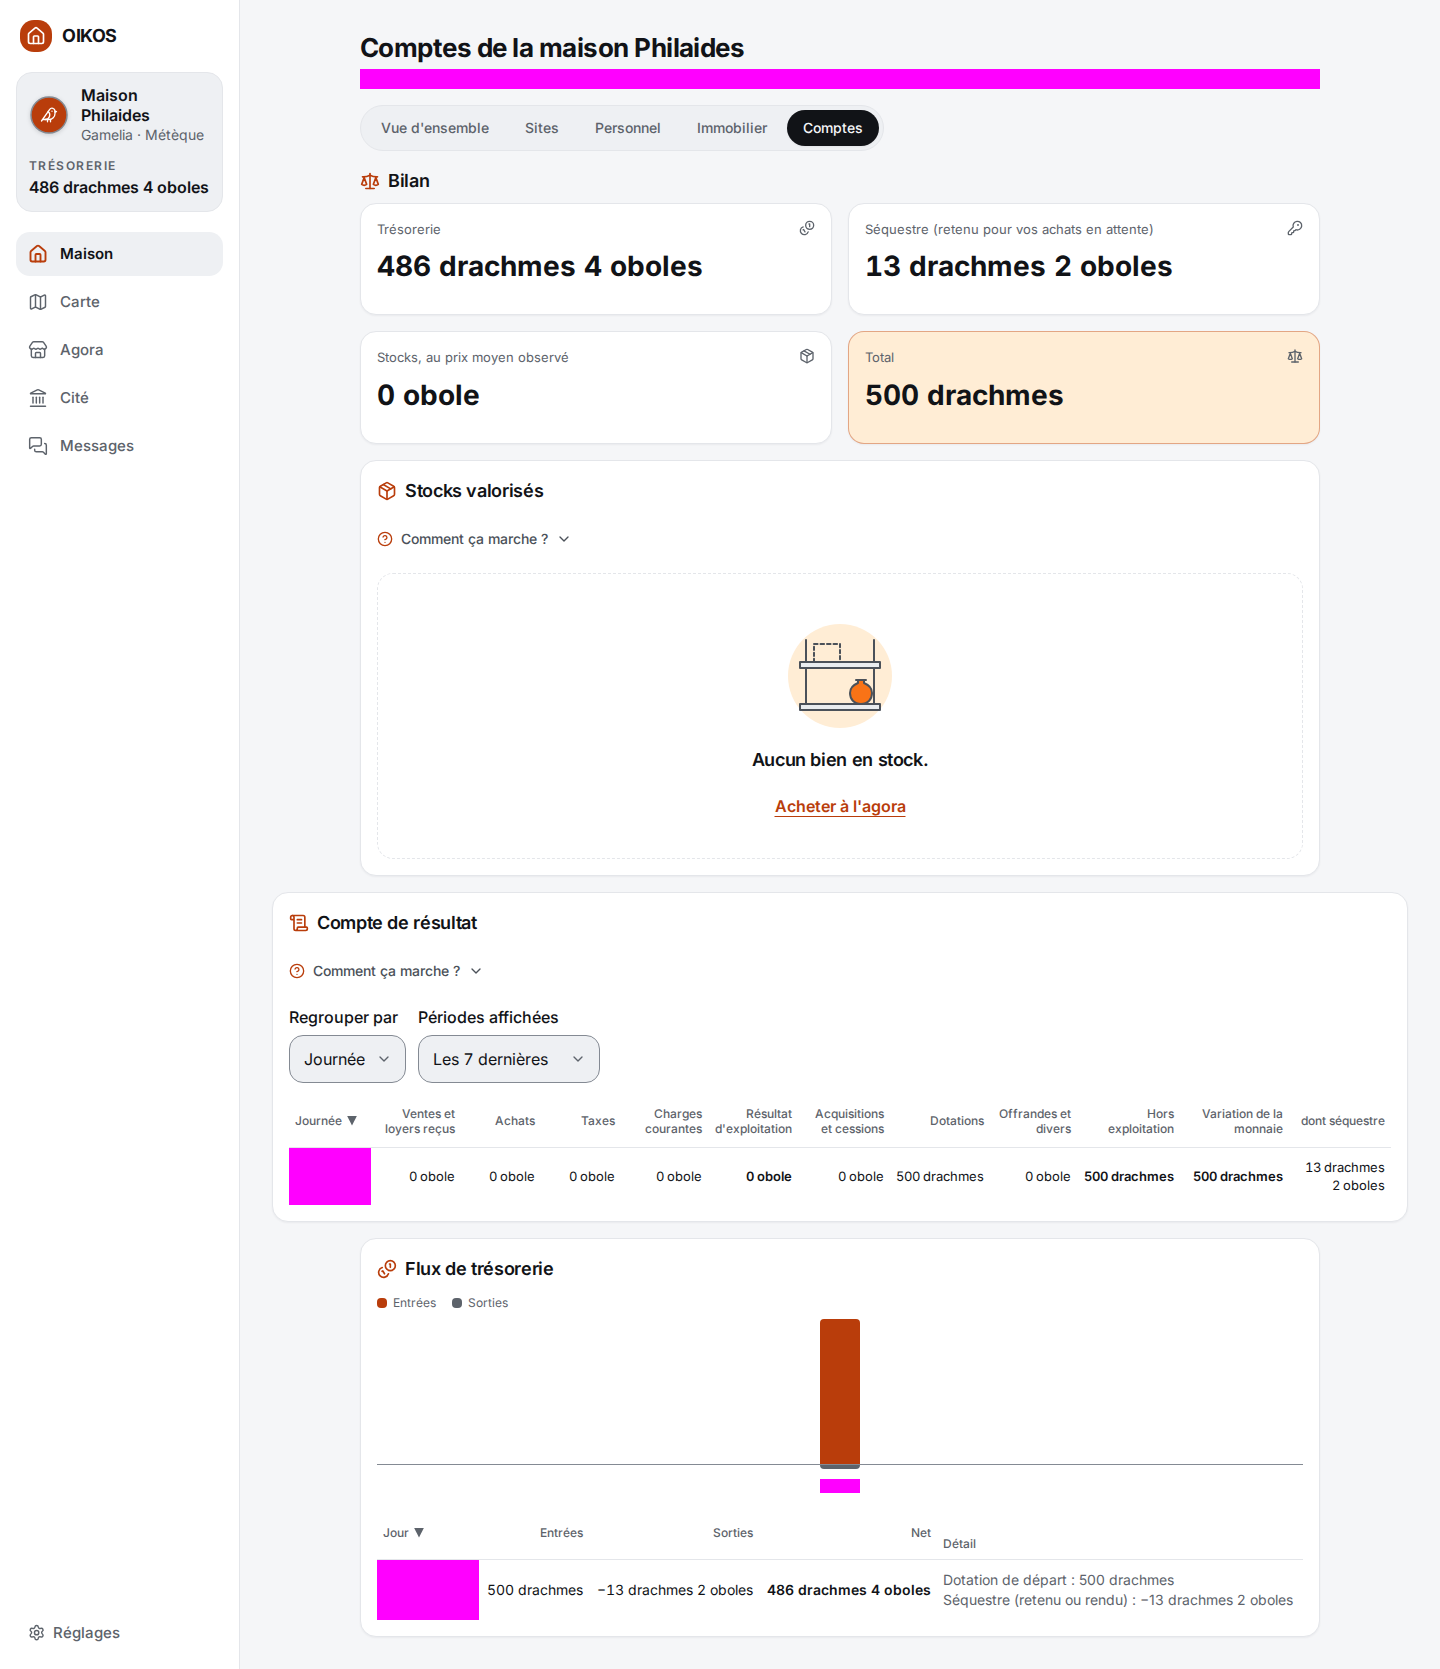 OIKOS
Maison
Philaides
Gamelia · Métèque
TRÉSORERIE
486 drachmes 4 oboles
Maison
Carte
Agora
Cité
Messages
Réglages
Comptes de la maison Philaides
Vue d'ensemble
Sites
Personnel
Immobilier
Comptes
Bilan
Trésorerie
486 drachmes 4 oboles
Séquestre (retenu pour vos achats en attente)
13 drachmes 2 oboles
Stocks, au prix moyen observé
0 obole
Total
500 drachmes
Stocks valorisés
Comment ça marche ?
Aucun bien en stock.
Acheter à l'agora
Compte de résultat
Comment ça marche ?
Regrouper par Périodes affichées
Journée Les 7 dernières
Journée ▼ Ventes et loyers reçus Achats Taxes Charges courantes Résultat d'exploitation Acquisitions et cessions Dotations Offrandes et divers Hors exploitation Variation de la monnaie dont séquestre
0 obole 0 obole 0 obole 0 obole 0 obole 0 obole 500 drachmes 0 obole 500 drachmes 500 drachmes 13 drachmes 2 oboles
Flux de trésorerie
Entrées Sorties
Jour ▼ Entrées Sorties Net Détail
500 drachmes −13 drachmes 2 oboles 486 drachmes 4 oboles Dotation de départ : 500 drachmes
Séquestre (retenu ou rendu) : −13 drachmes 2 oboles